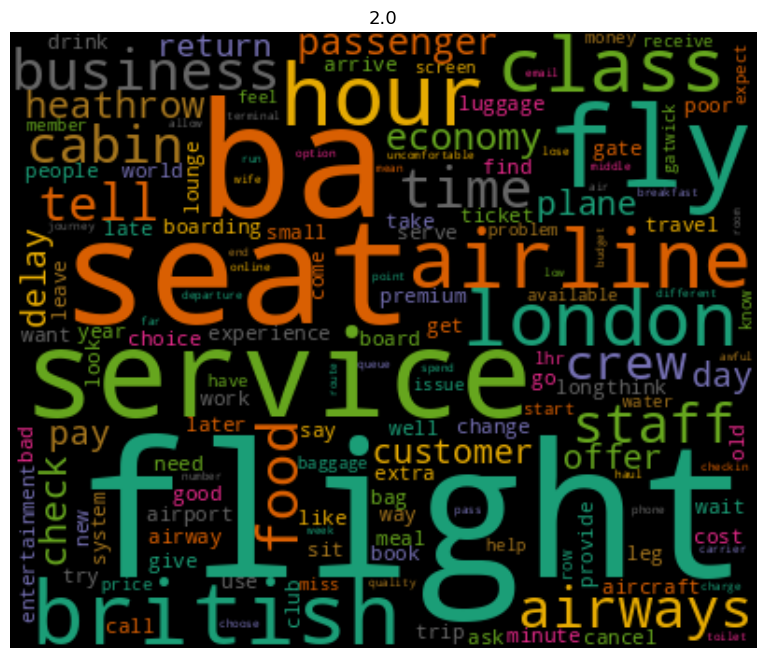 2.0
drink
return
passenger
money
receive
business
arrive
screen
class
email
expect
heathrow
feel
hour
luggage
poor
member
terminal
allow
ba
fly
cabin
economy
gatwick
gate
people
world
lounge
run
option
uncomfortable
find
lose
middle
wife
mean
time
air
breakfast
tell
plane
journey
late
boarding
small
take
serve
ticket
problem
travel
room
delay
leave
seat
end
online
come
airline
point
low
budget
departure
premium
available
different
know
want
year
far
choice
experience
board
get
london
look
service
have
work
route
queue
spend
issue
lhr
go
crew
day
awful
long
think
start
water
staff
pay
later
food
say
well
change
bad
check
need
baggage
customer
offer
old
entertainment
new
system
number
good
airport
airway
like
week
extra
bag
way
meal
book
pass
help
haul
phone
checkin
wait
cost
carrier
flight
give
sit
row
provide
leg
try
price
use
club
miss
quality
aircraft
charge
british
call
choose
trip
ask
minute
cancel
airways
toilet